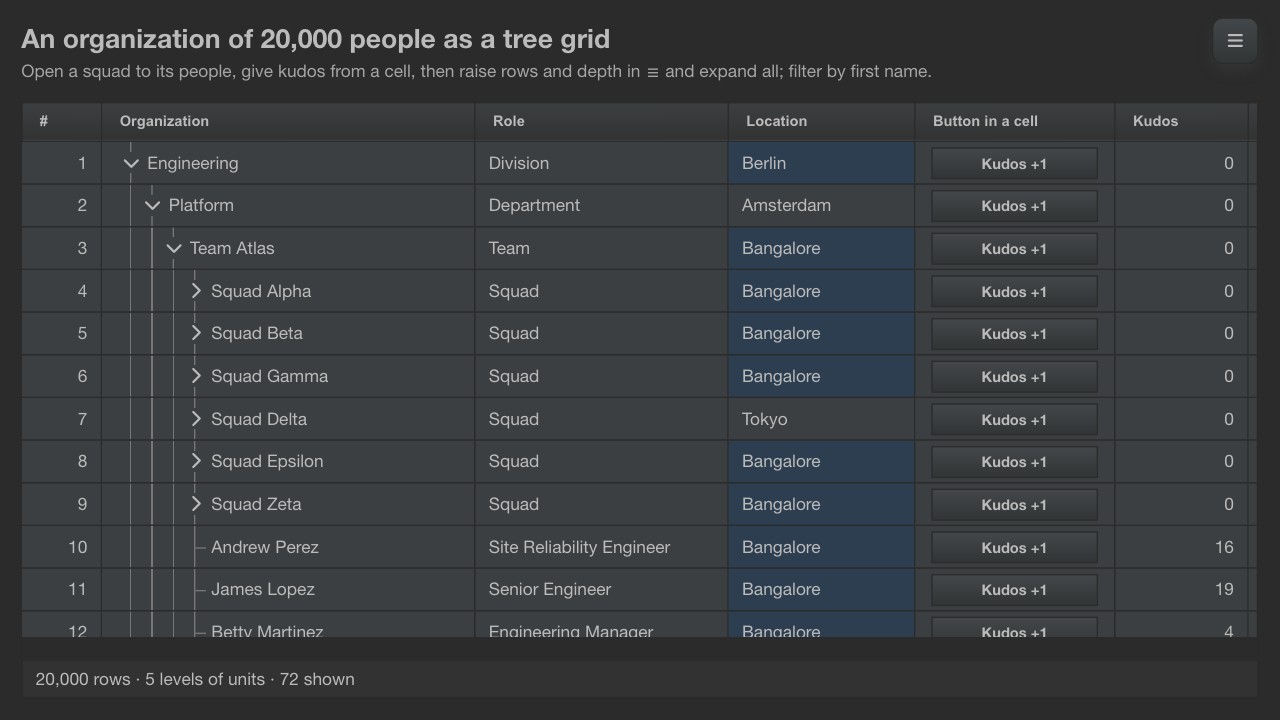 An organization of 20,000 people as a tree grid
Open a squad to its people, give kudos from a cell, then raise rows and depth in ≡ and expand all; filter by first name.
# Organization Role Location Button in a cell Kudos
1 Engineering Division Berlin Kudos +1 0
2 Platform Department Amsterdam Kudos +1 0
3 Team Atlas Team Bangalore Kudos +1 0
4 Squad Alpha Squad Bangalore Kudos +1 0
5 Squad Beta Squad Bangalore Kudos +1 0
6 Squad Gamma Squad Bangalore Kudos +1 0
7 Squad Delta Squad Tokyo Kudos +1 0
8 Squad Epsilon Squad Bangalore Kudos +1 0
9 Squad Zeta Squad Bangalore Kudos +1 0
10 Andrew Perez Site Reliability Engineer Bangalore Kudos +1 16
11 James Lopez Senior Engineer Bangalore Kudos +1 19
12 Betty Martinez Engineering Manager Bangalore Kudos +1 4
20,000 rows · 5 levels of units · 72 shown